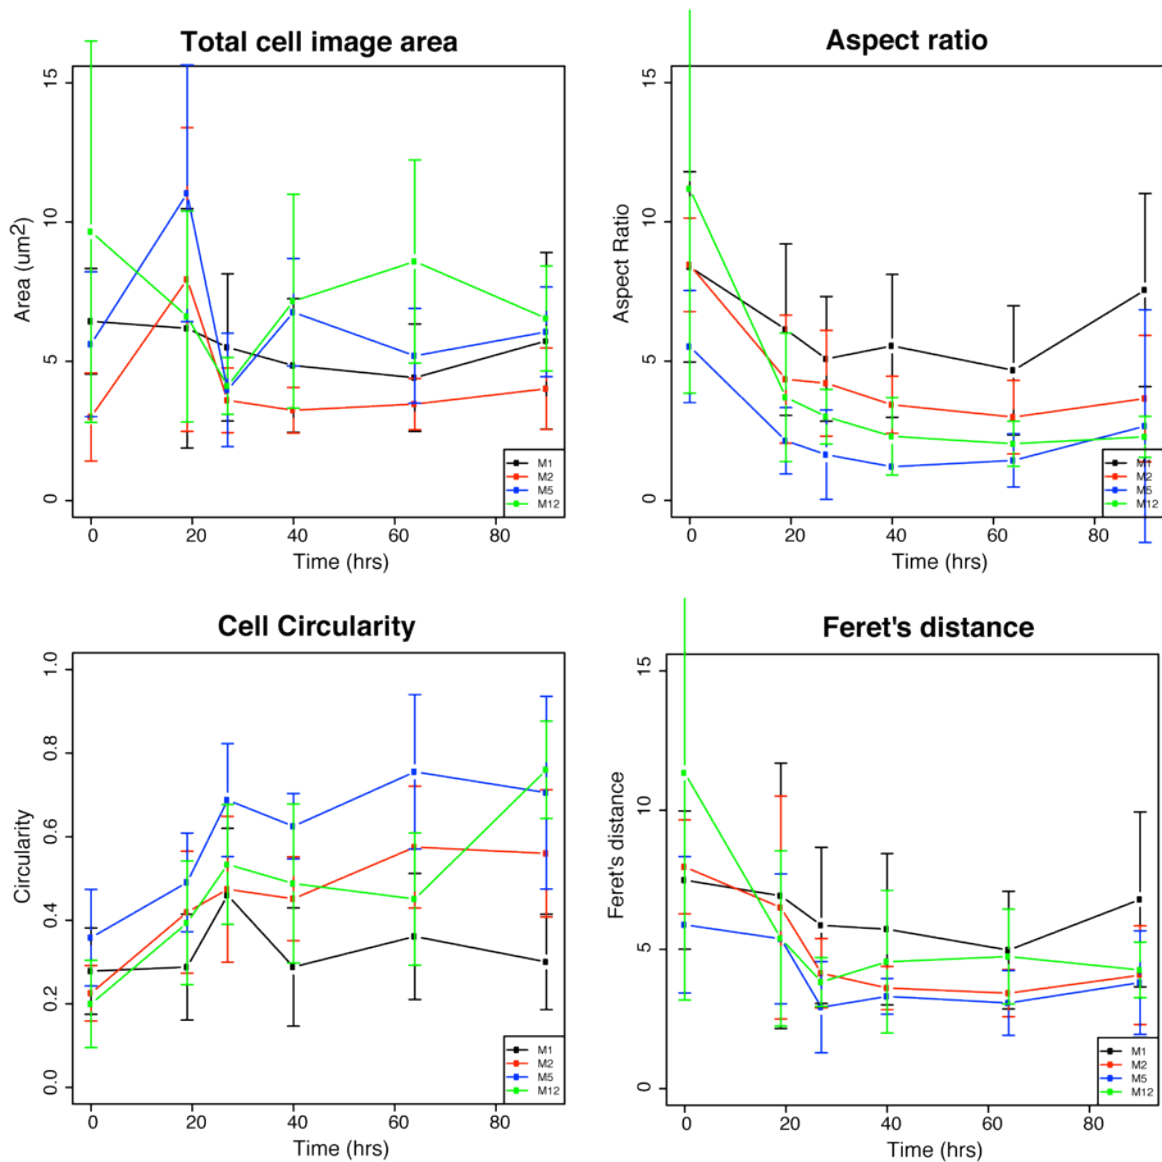 Total cell image area
Area (um2)
15
10
5
0
0 20 40 60 80
Time (hrs)
M1
M2
M5
M12
Aspect ratio
Aspect Ratio
15
10
5
0
0 20 40 60 80
Time (hrs)
M1
M2
M5
M12
Cell Circularity
Circularity
1.0
0.8
0.6
0.4
0.2
0.0
0 20 40 60 80
Time (hrs)
M1
M2
M5
M12
Feret's distance
Feret's distance
15
10
5
0
0 20 40 60 80
Time (hrs)
M1
M2
M5
M12